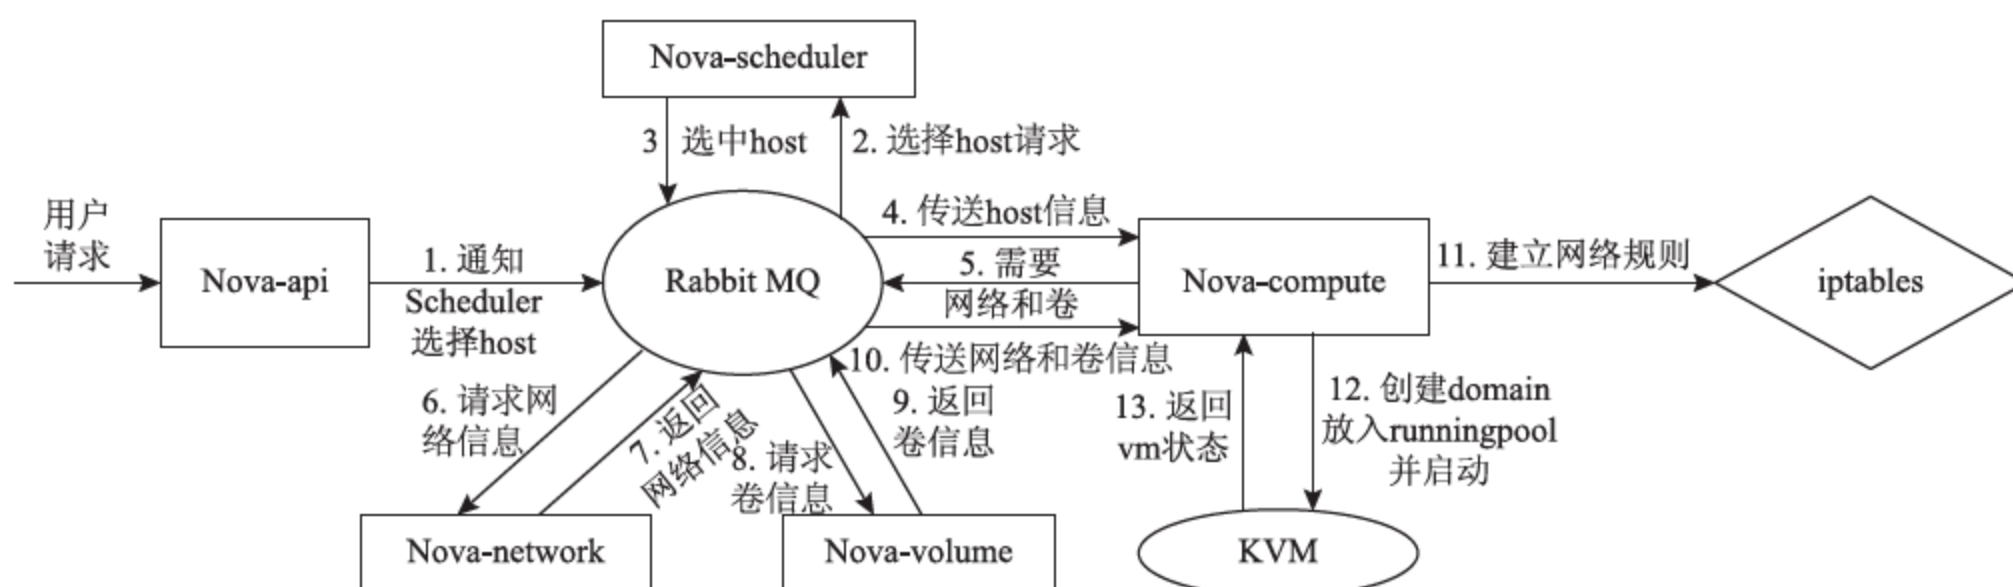 Nova-scheduler
3 选中host
2. 选择host请求
用户
请求
Nova-api
1. 通知
Scheduler
选择host
Rabbit MQ
4. 传送host信息
5. 需要
网络和卷
10. 传送网络和卷信息
Nova-compute
11. 建立网络规则
iptables
6. 请求网
络信息
7. 返回
网络信息
8. 请求
卷信息
9. 返回
卷信息
13. 返回
vm状态
12. 创建domain
放入runningpool
并启动
Nova-network
Nova-volume
KVM